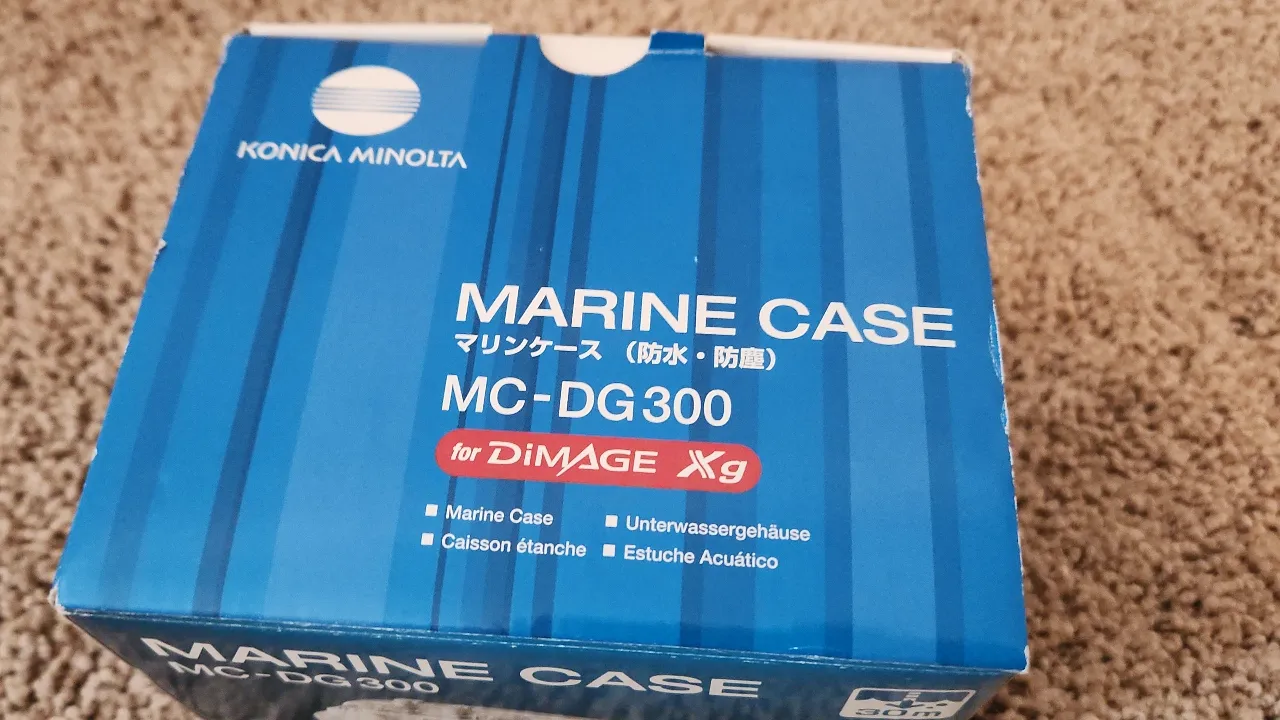 KONICA MINOLTA
MARINE CASE
マリンケース （防水・防塵）
MC-DG300
for DiMAGE Xg
■ Marine Case ■ Unterwassergehäuse
■ Caisson étanche ■ Estuche Acuático
MARINE CASE
MC-DG300
30m